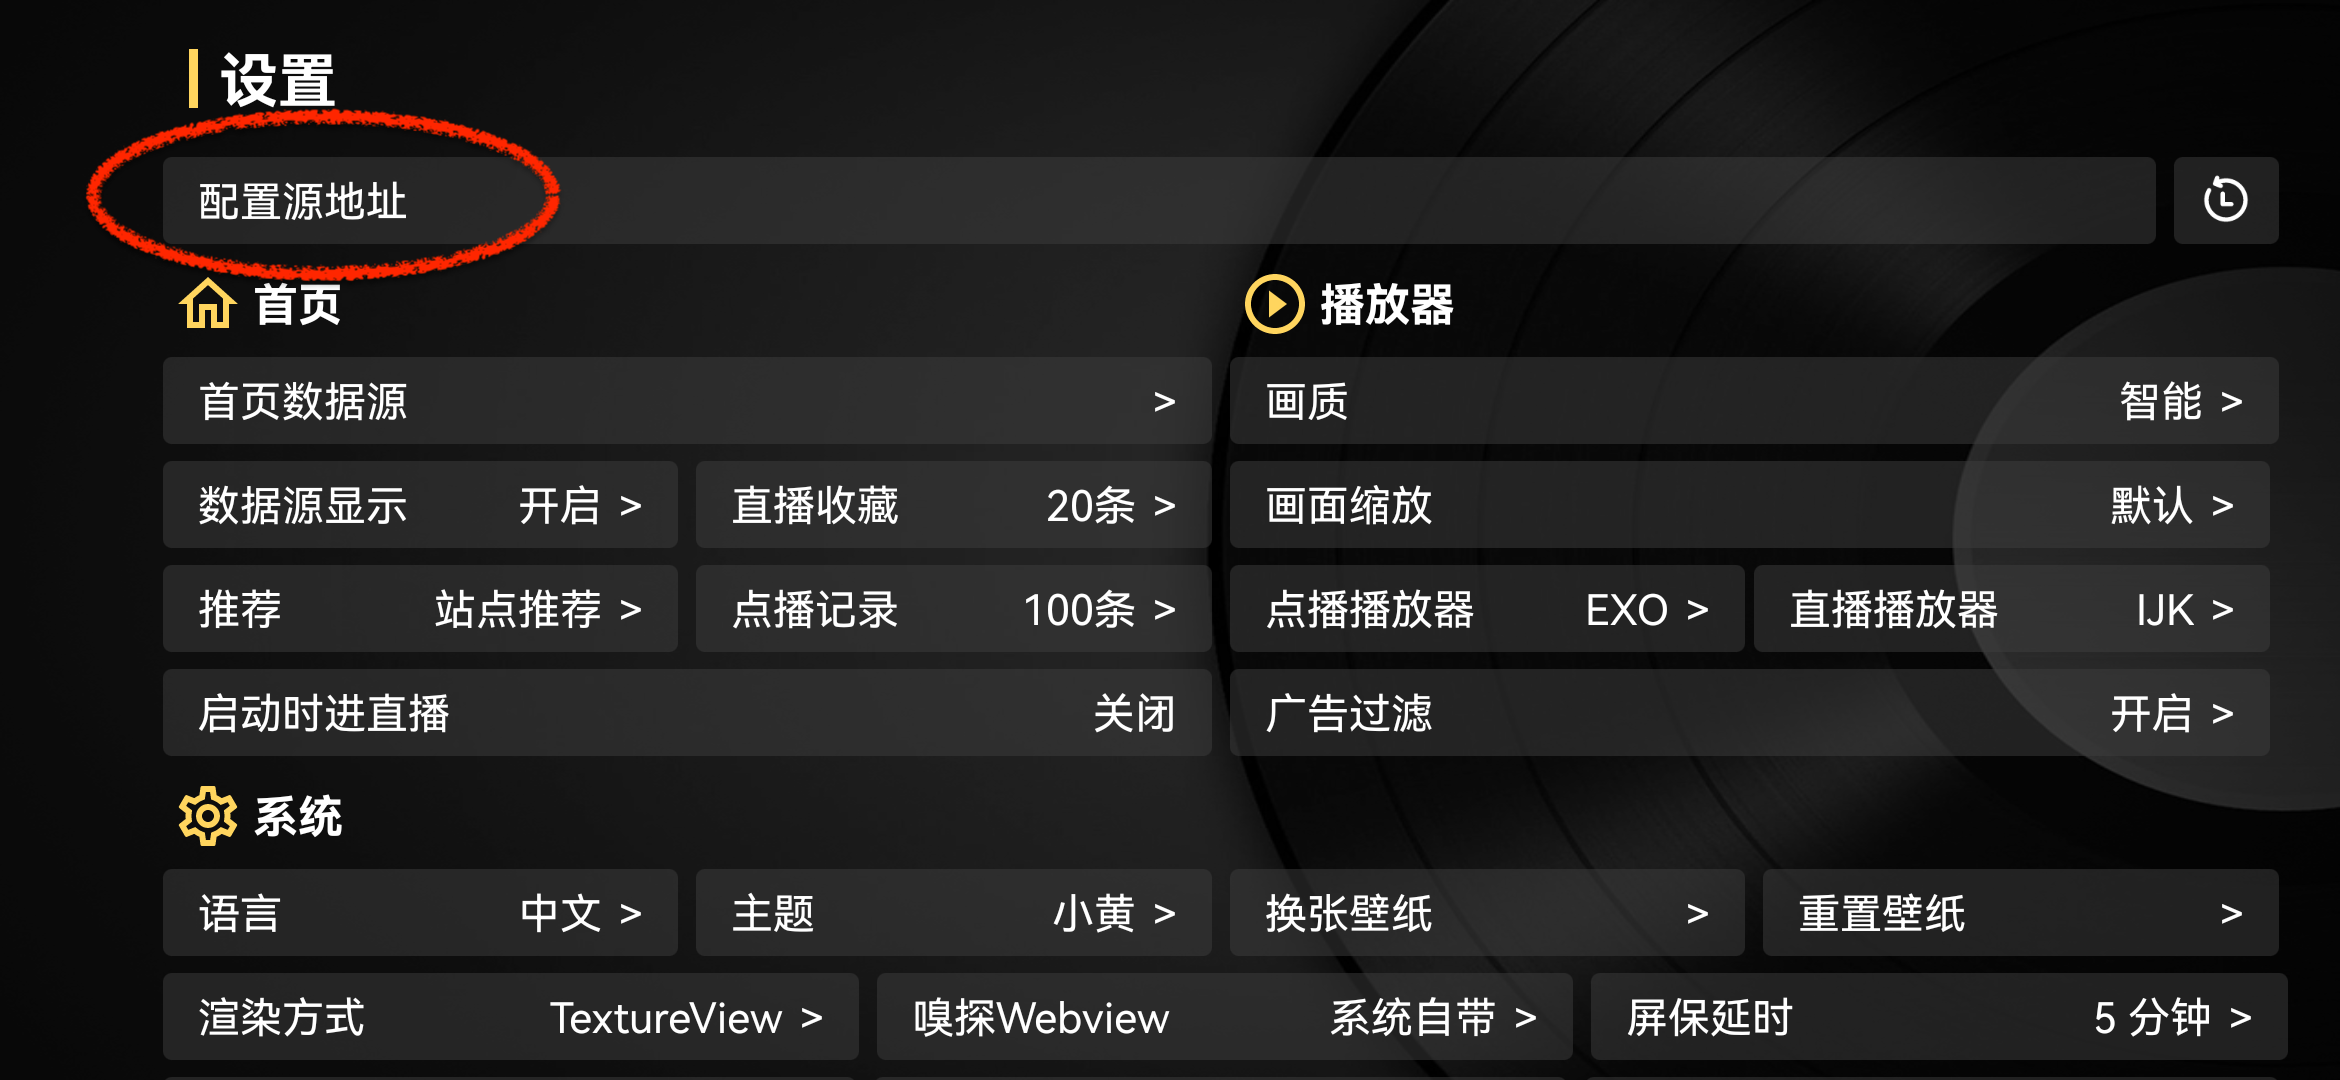 设置
配置源地址
首页
播放器
首页数据源 >
画质 智能 >
数据源显示 开启 >
直播收藏 20条 >
画面缩放 默认 >
推荐 站点推荐 >
点播记录 100条 >
点播播放器 EXO >
直播播放器 IJK >
启动时进直播 关闭
广告过滤 开启 >
系统
语言 中文 >
主题 小黄 >
换张壁纸 >
重置壁纸 >
渲染方式 TextureView >
嗅探Webview 系统自带 >
屏保延时 5 分钟 >